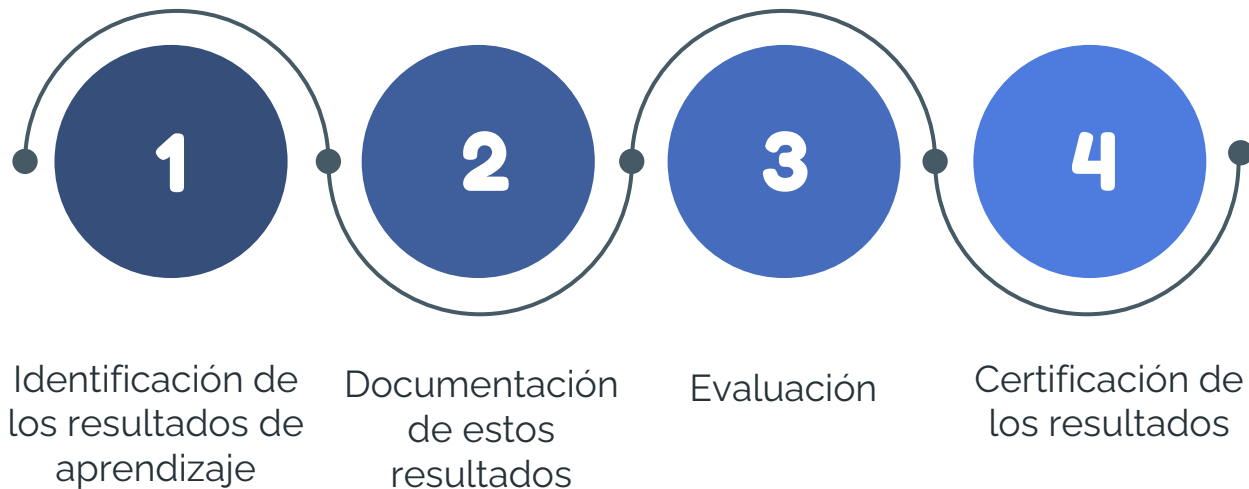 1
2
3
4
Identificación de
los resultados de
aprendizaje
Documentación
de estos
resultados
Evaluación
Certificación de
los resultados